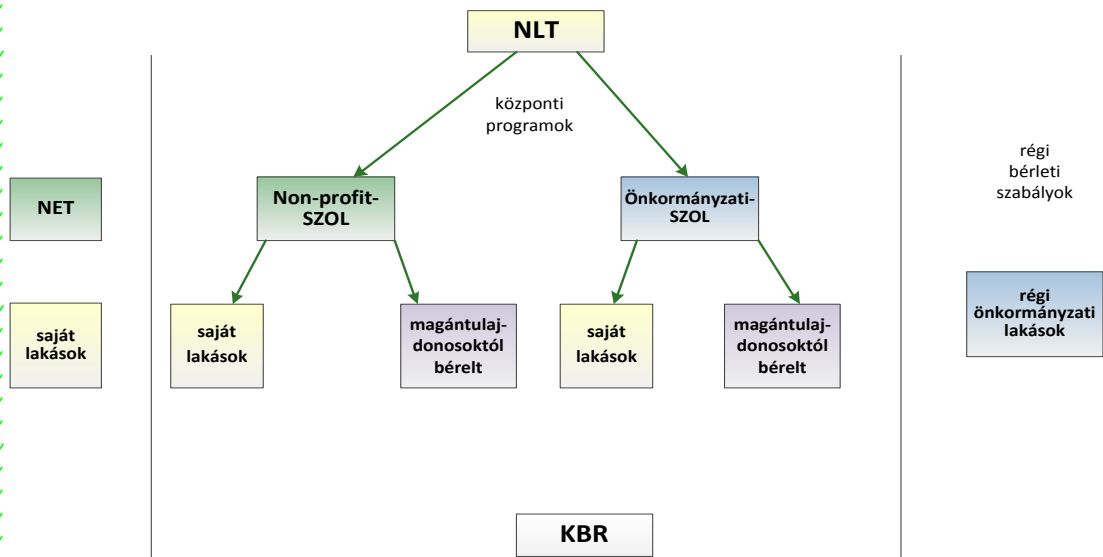 NLT
központi
programok
régi
bérleti
szabályok
NET
Non-profit-
SZOL
Önkormányzati-
SZOL
saját
lakások
saját
lakások
magántulaj-
donosoktól
bérelt
saját
lakások
magántulaj-
donosoktól
bérelt
régi
önkormányzati
lakások
KBR